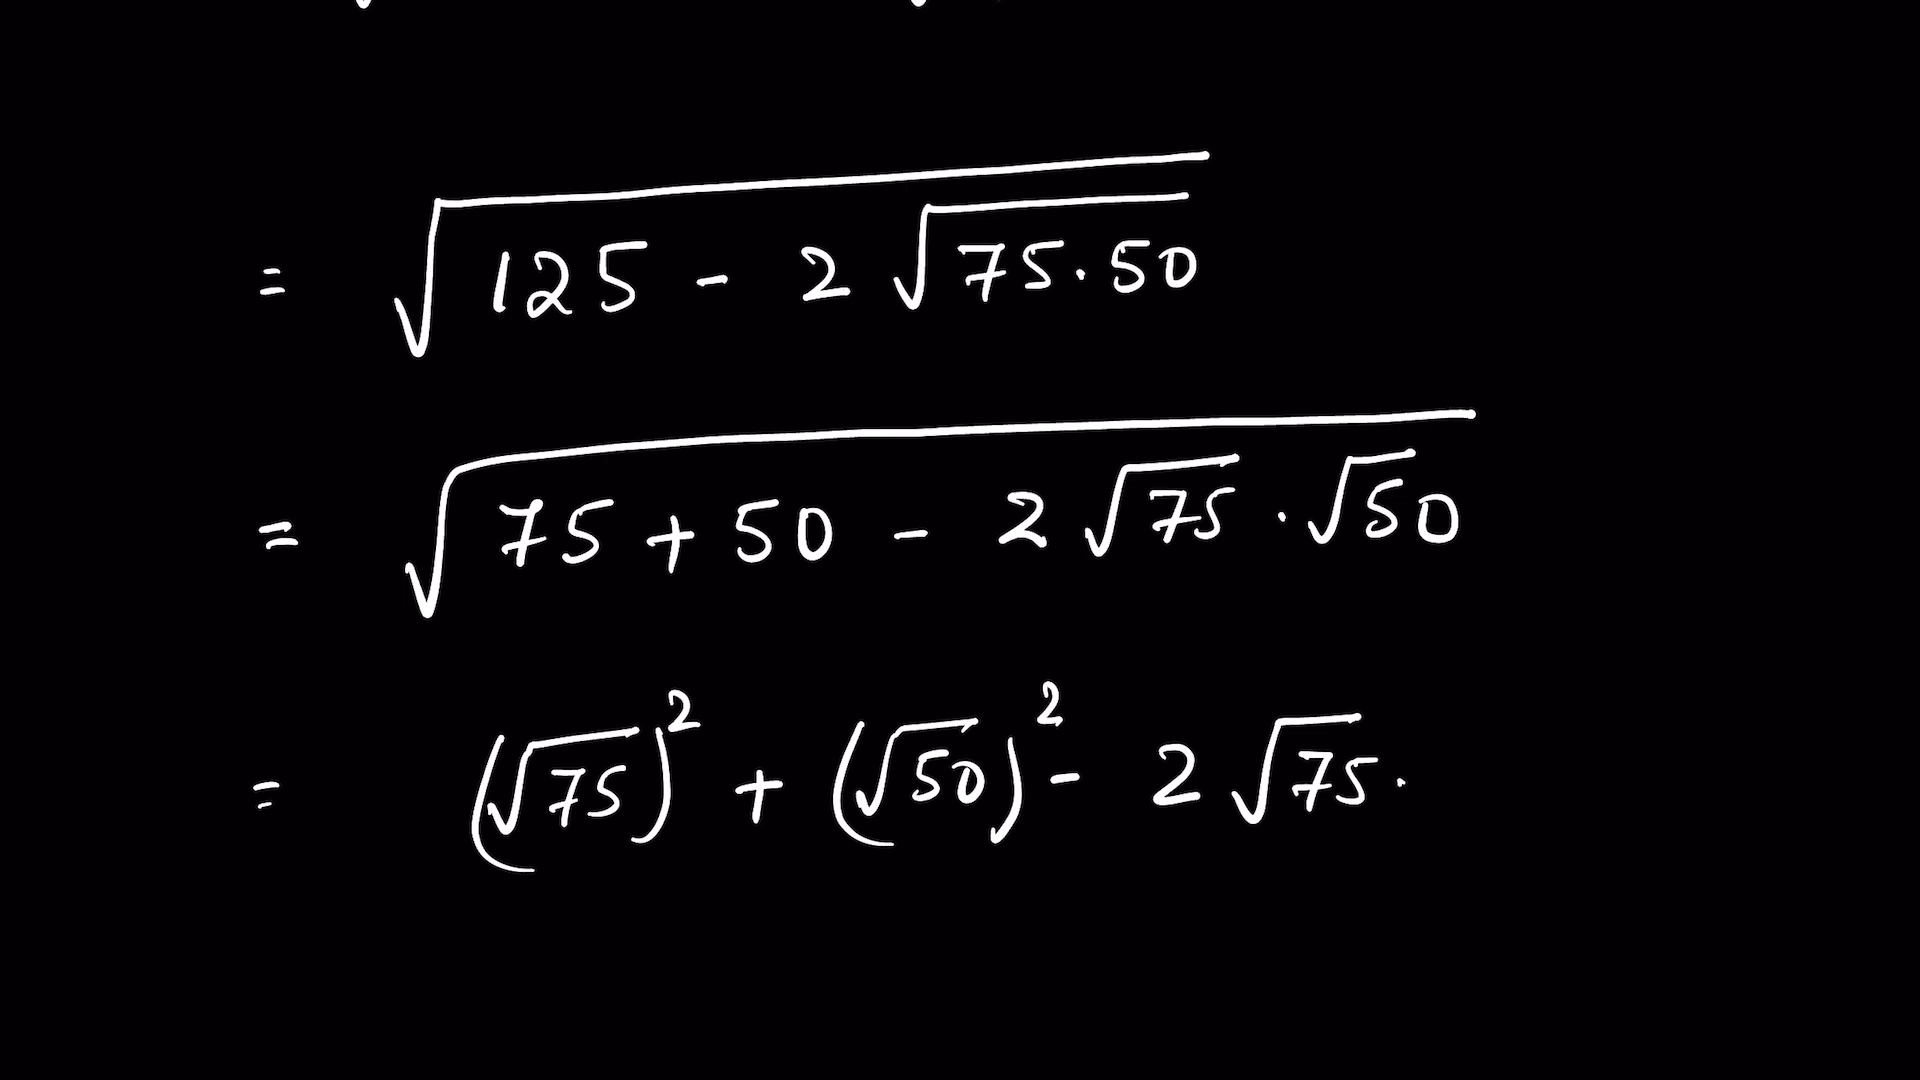 = √(125 - 2√(75·50))
= √(75 + 50 - 2√75 · √50)
= (√75)² + (√50)² - 2√75 ·